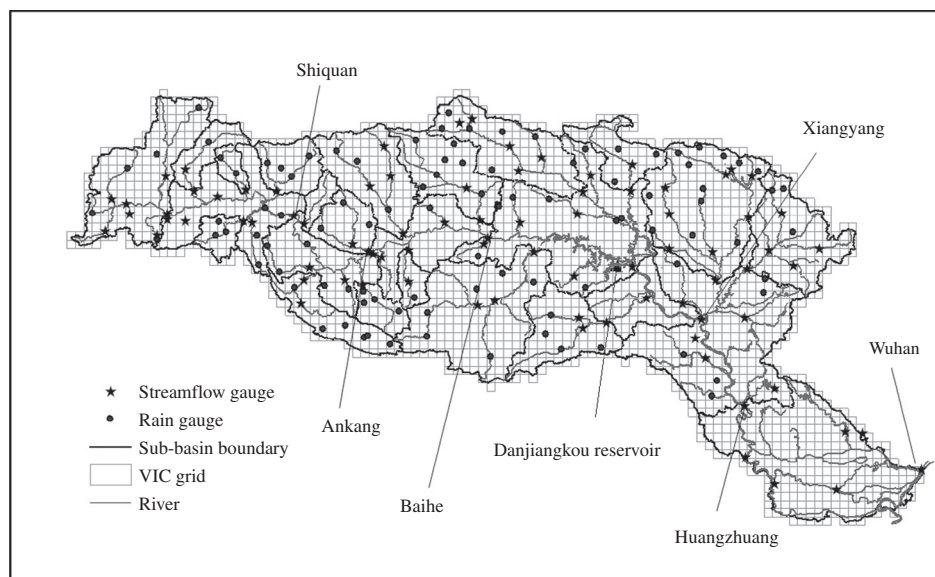 Shiquan
Xiangyang
Wuhan
Streamflow gauge
Rain gauge
Sub-basin boundary
VIC grid
River
Ankang
Danjiangkou reservoir
Baihe
Huangzhuang